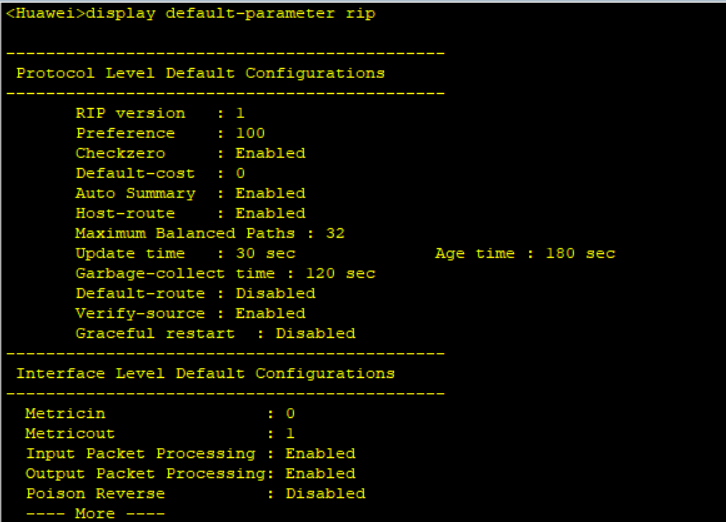 <Huawei>display default-parameter rip
--------------------------------------------
Protocol Level Default Configurations
--------------------------------------------
RIP version   : 1
Preference    : 100
Checkzero     : Enabled
Default-cost  : 0
Auto Summary  : Enabled
Host-route    : Enabled
Maximum Balanced Paths : 32
Update time   : 30 sec              Age time : 180 sec
Garbage-collect time : 120 sec
Default-route : Disabled
Verify-source : Enabled
Graceful restart  : Disabled
--------------------------------------------
Interface Level Default Configurations
--------------------------------------------
Metricin                : 0
Metricout               : 1
Input Packet Processing : Enabled
Output Packet Processing: Enabled
Poison Reverse          : Disabled
---- More ----